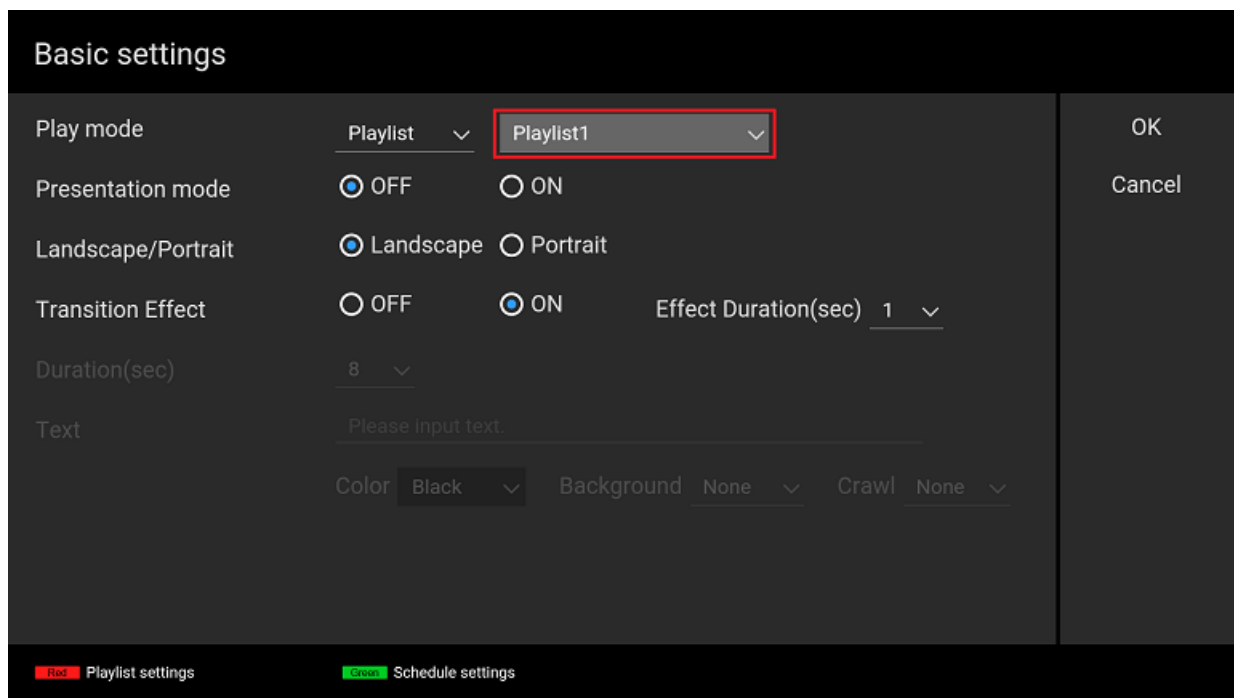 Basic settings
Play mode Playlist Playlist1 OK
Presentation mode OFF ON Cancel
Landscape/Portrait Landscape Portrait
Transition Effect OFF ON Effect Duration(sec) 1
Duration(sec) 8
Text Please input text.
Color Black Background None Crawl None
Red Playlist settings Green Schedule settings